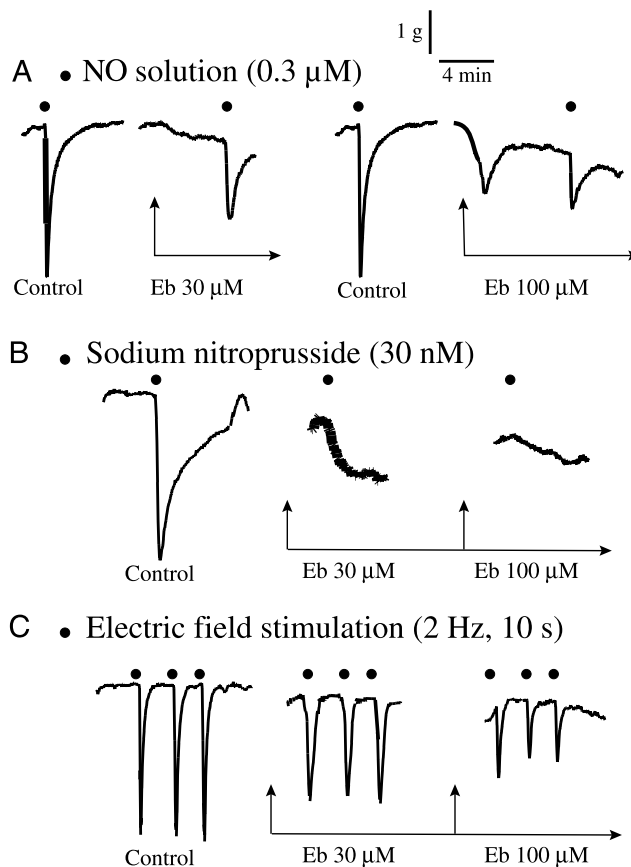 1 g
4 min
A • NO solution (0.3 µM)
Control
Eb 30 µM
Control
Eb 100 µM
B • Sodium nitroprusside (30 nM)
Control
Eb 30 µM
Eb 100 µM
C • Electric field stimulation (2 Hz, 10 s)
Control
Eb 30 µM
Eb 100 µM